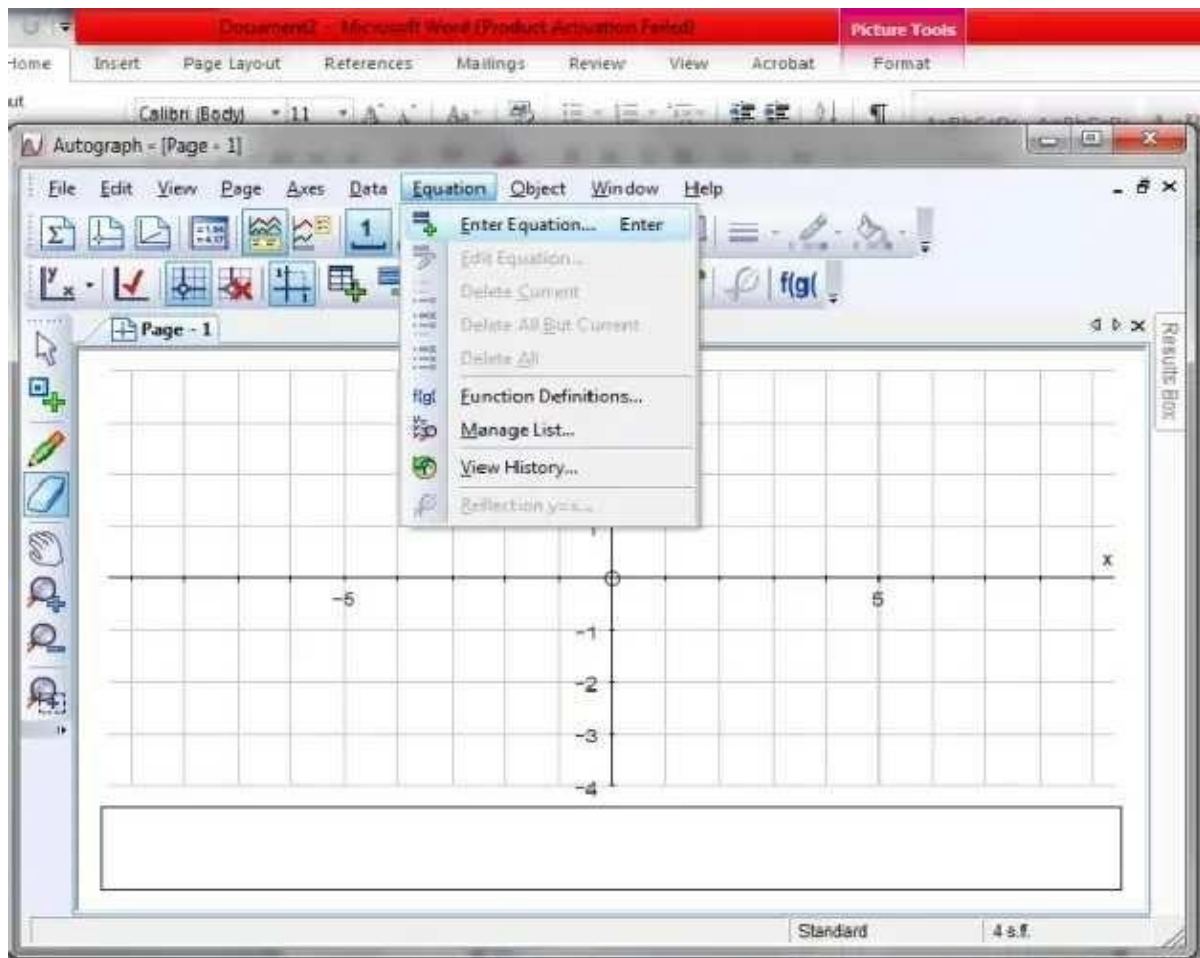 Document2 - Microsoft Word (Product Activation Failed) Picture Tools
Home Insert Page Layout References Mailings Review View Acrobat Format
Calibri (Body) 11
Autograph - [Page - 1]
File Edit View Page Axes Data Equation Object Window Help
1 Enter Equation... Enter
Edit Equation...
y x Delete Current f(g(
Delete All But Current
Page - 1
Delete All
f(g( Function Definitions...
Manage List...
View History...
Reflection y=x...
Results Box
1
x
-5 5
-1
-2
-3
-4
Standard 4 s.f.